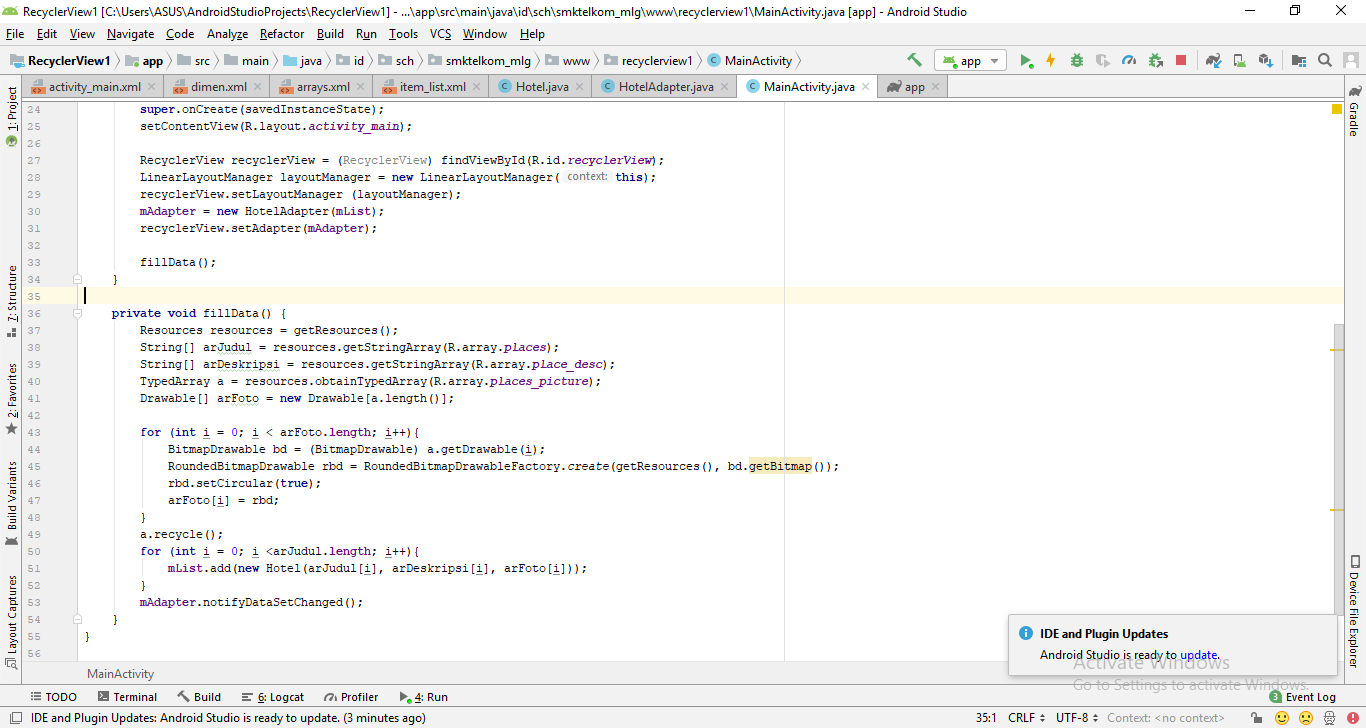 RecyclerView1 [C:\Users\ASUS\AndroidStudioProjects\RecyclerView1] - ...\app\src\main\java\id\sch\smktelkom_mlg\www\recyclerview1\MainActivity.java [app] - Android Studio
File Edit View Navigate Code Analyze Refactor Build Run Tools VCS Window Help
RecyclerView1 app src main java id sch smktelkom_mlg www recyclerview1 MainActivity app
activity_main.xml dimen.xml arrays.xml item_list.xml Hotel.java HotelAdapter.java MainActivity.java app
1: Project
7: Structure
2: Favorites
Build Variants
Layout Captures
24 super.onCreate(savedInstanceState);
25 setContentView(R.layout.activity_main);
26
27 RecyclerView recyclerView = (RecyclerView) findViewById(R.id.recyclerView);
28 LinearLayoutManager layoutManager = new LinearLayoutManager( context: this);
29 recyclerView.setLayoutManager (layoutManager);
30 mAdapter = new HotelAdapter(mList);
31 recyclerView.setAdapter(mAdapter);
32
33 fillData();
34 }
35
36 private void fillData() {
37 Resources resources = getResources();
38 String[] arJudul = resources.getStringArray(R.array.places);
39 String[] arDeskripsi = resources.getStringArray(R.array.place_desc);
40 TypedArray a = resources.obtainTypedArray(R.array.places_picture);
41 Drawable[] arFoto = new Drawable[a.length()];
42
43 for (int i = 0; i < arFoto.length; i++){
44 BitmapDrawable bd = (BitmapDrawable) a.getDrawable(i);
45 RoundedBitmapDrawable rbd = RoundedBitmapDrawableFactory.create(getResources(), bd.getBitmap());
46 rbd.setCircular(true);
47 arFoto[i] = rbd;
48 }
49 a.recycle();
50 for (int i = 0; i <arJudul.length; i++){
51 mList.add(new Hotel(arJudul[i], arDeskripsi[i], arFoto[i]));
52 }
53 mAdapter.notifyDataSetChanged();
54 }
55 }
56
Gradle
Device File Explorer
IDE and Plugin Updates
Android Studio is ready to update.
Activate Windows
Go to Settings to activate Windows.
MainActivity
TODO Terminal Build 6: Logcat Profiler 4: Run 3 Event Log
IDE and Plugin Updates: Android Studio is ready to update. (3 minutes ago) 35:1 CRLF UTF-8 Context: <no context>